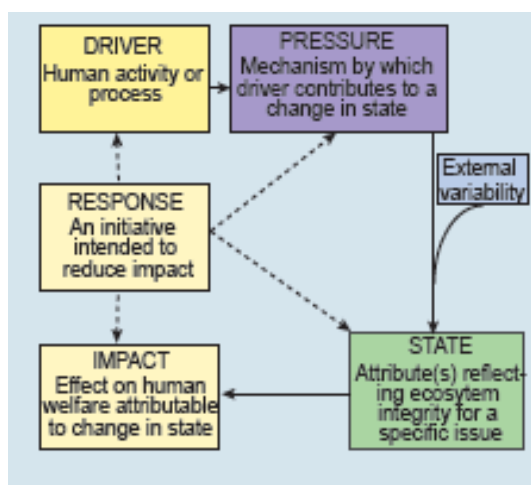 DRIVER
Human activity or
process
PRESSURE
Mechanism by which
driver contributes to a
change in state
External
variability
RESPONSE
An initiative
intended to
reduce impact
IMPACT
Effect on human
welfare attributable
to change in state
STATE
Attribute(s) reflect-
ing ecosytem
integrity for a
specific issue